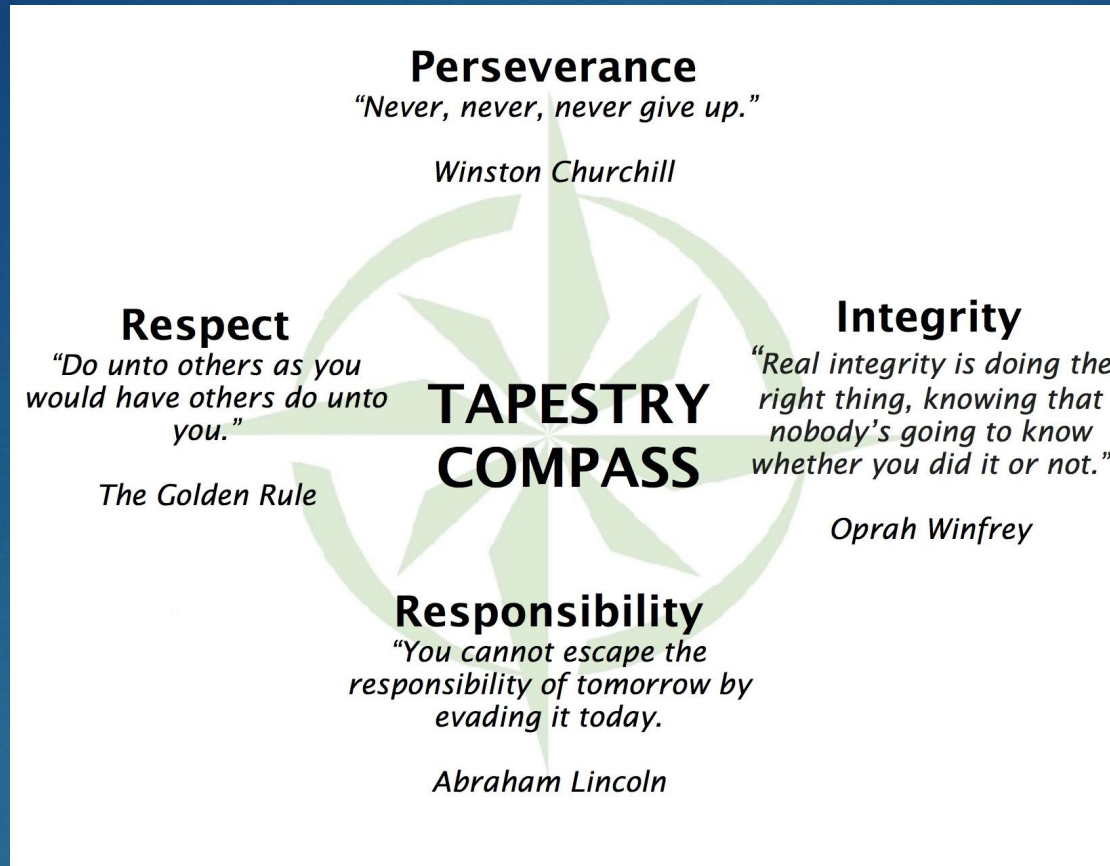 Perseverance
“Never, never, never give up.”
Winston Churchill
Respect
“Do unto others as you
would have others do unto
you.”
The Golden Rule
TAPESTRY
COMPASS
Integrity
“Real integrity is doing the
right thing, knowing that
nobody’s going to know
whether you did it or not.”
Oprah Winfrey
Responsibility
“You cannot escape the
responsibility of tomorrow by
evading it today.
Abraham Lincoln